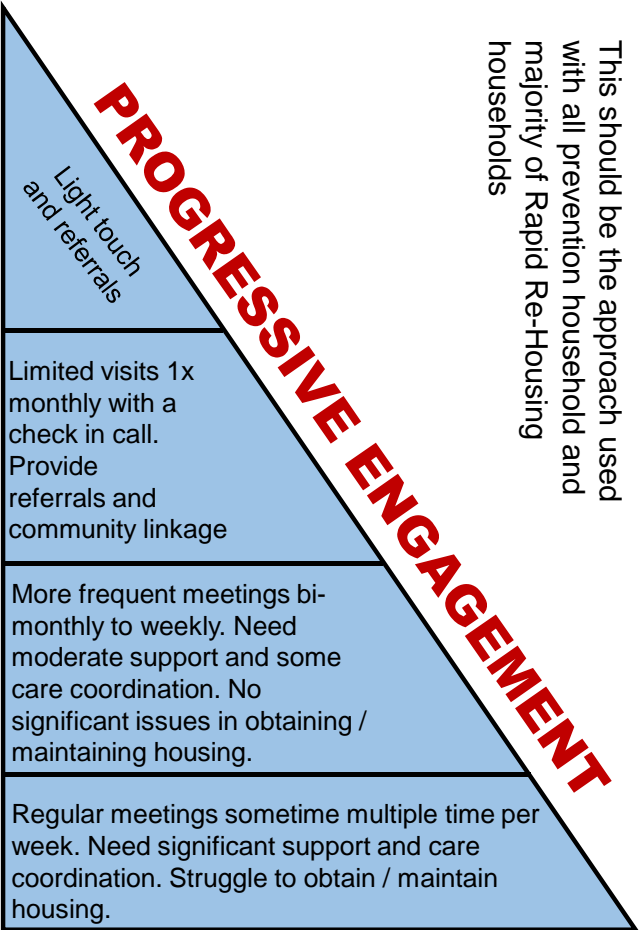 This should be the approach used
with all prevention household and
majority of Rapid Re-Housing
households
PROGRESSIVE ENGAGEMENT
Light touch
and referrals
Limited visits 1x
monthly with a
check in call.
Provide
referrals and
community linkage
More frequent meetings bi-
monthly to weekly. Need
moderate support and some
care coordination. No
significant issues in obtaining /
maintaining housing.
Regular meetings sometime multiple time per
week. Need significant support and care
coordination. Struggle to obtain / maintain
housing.